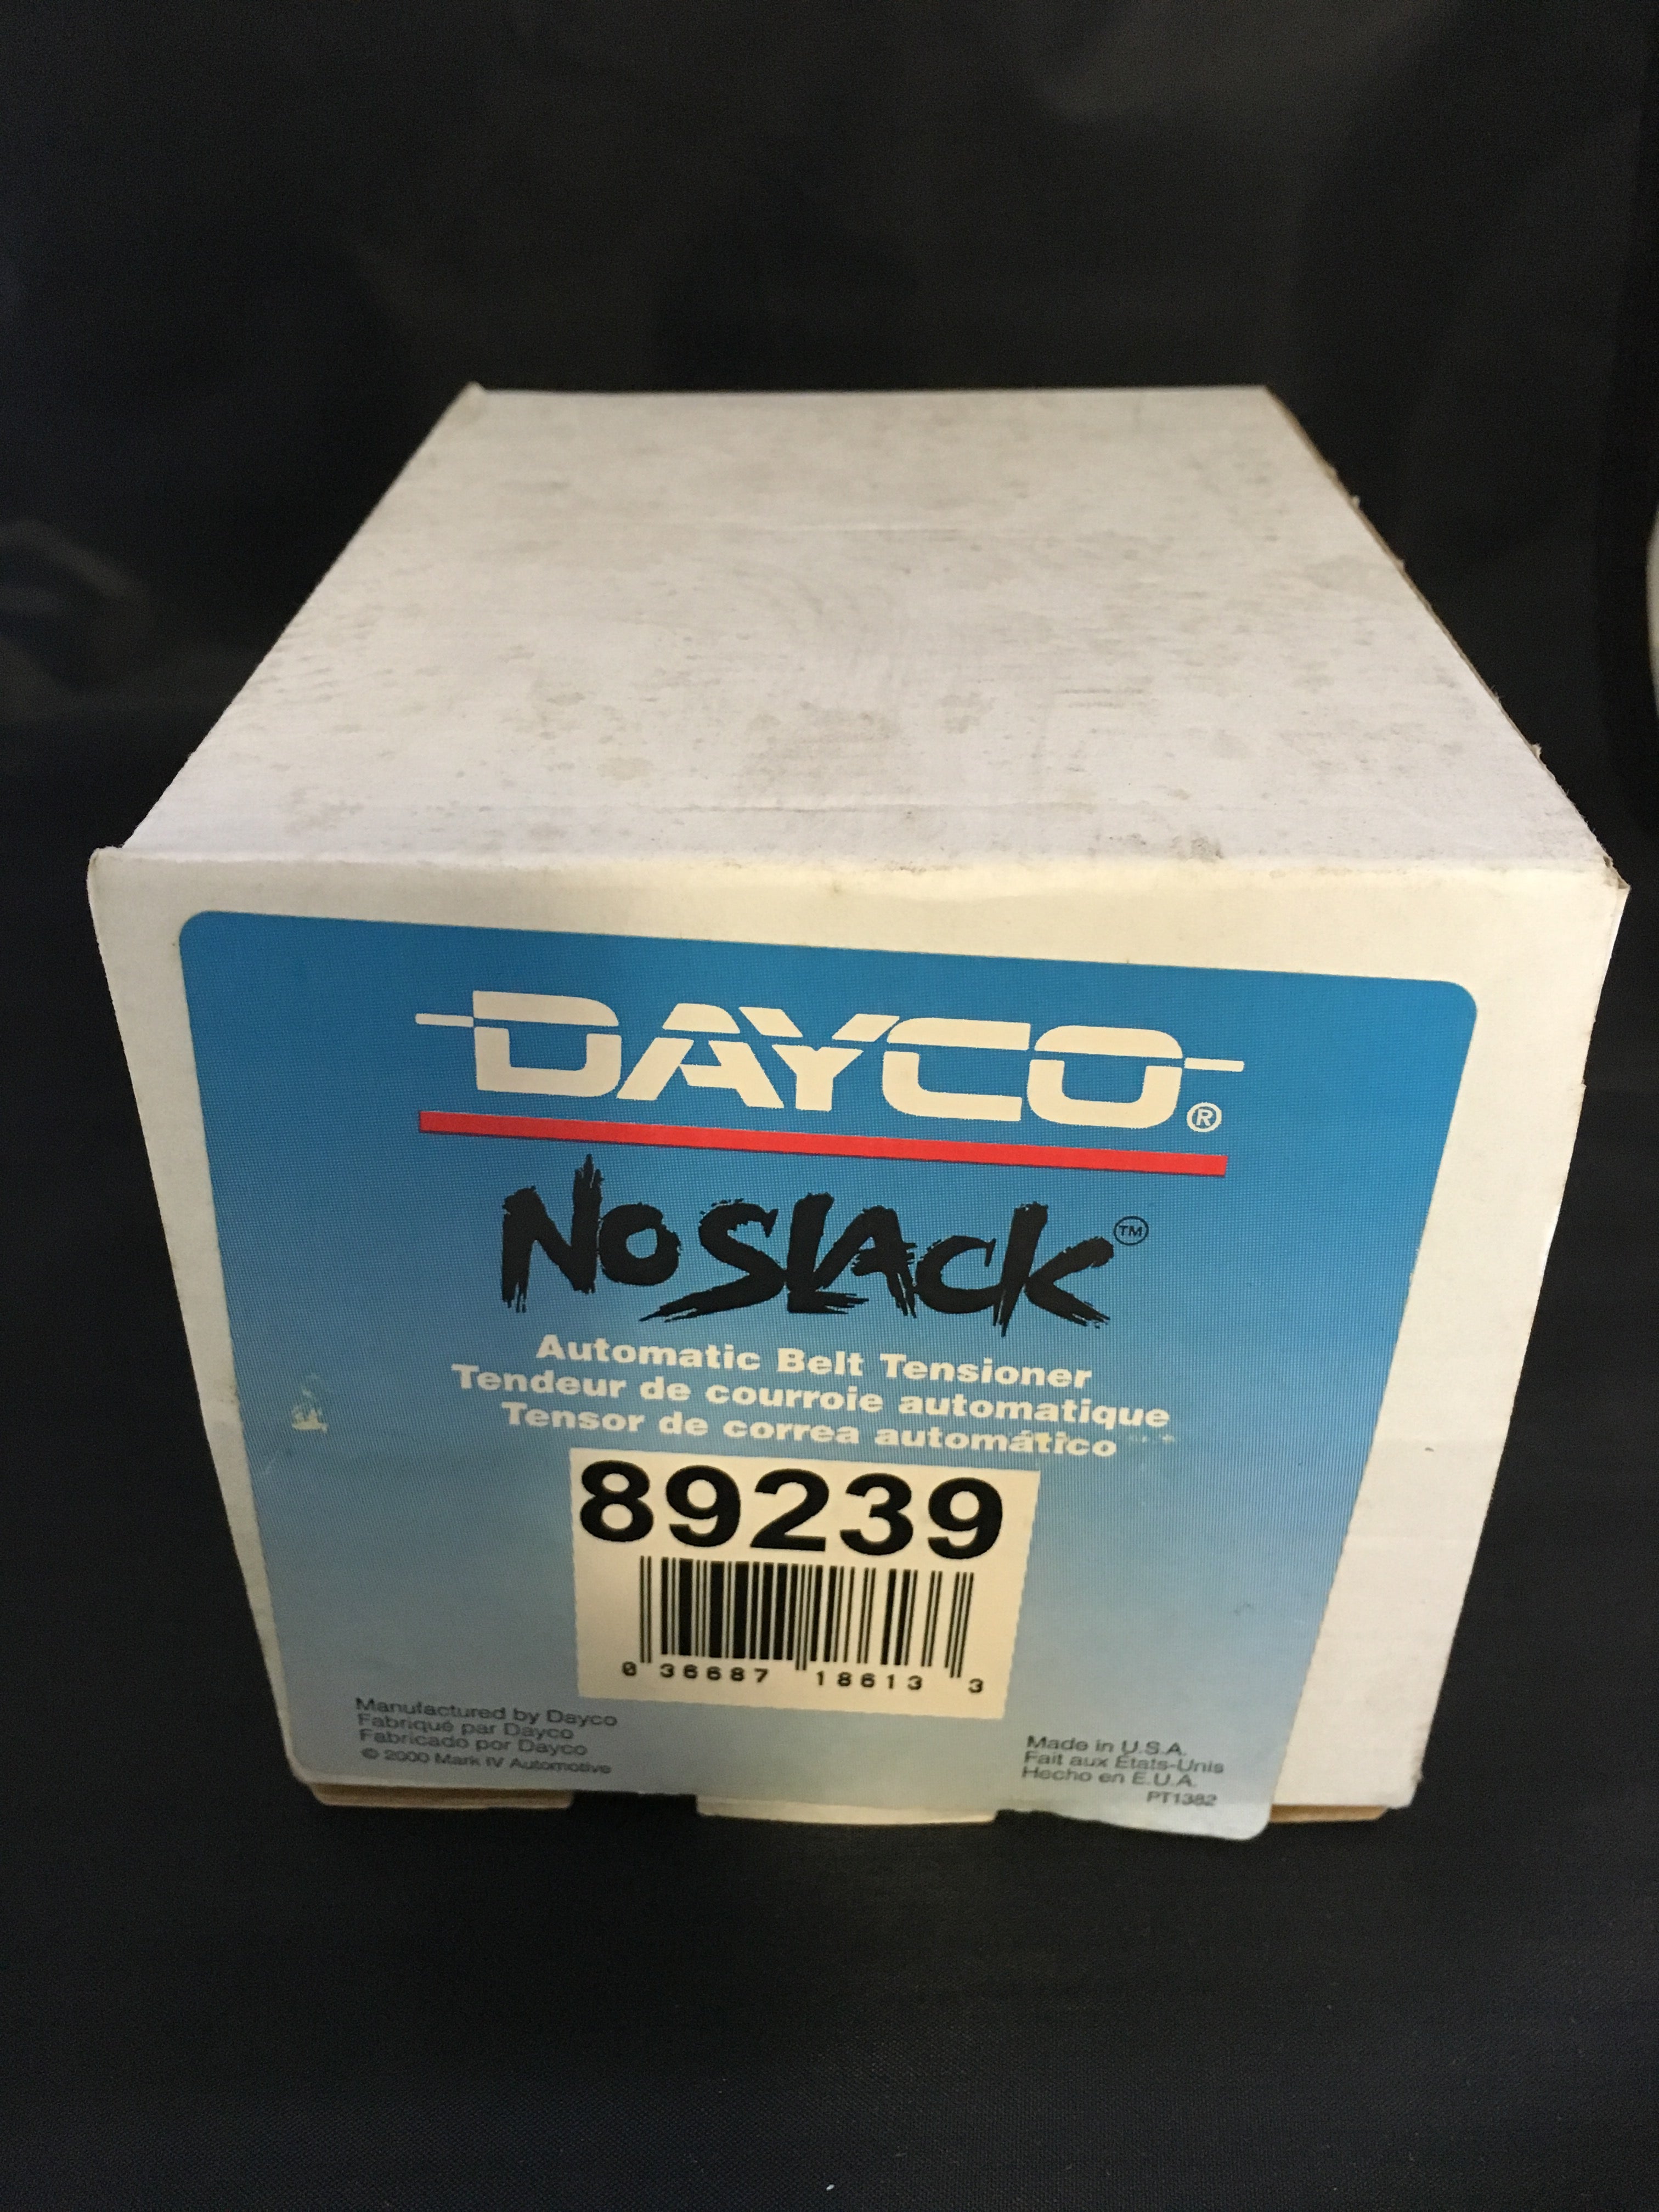 DAYCO®
No SLACK™
Automatic Belt Tensioner
Tendeur de courroie automatique
Tensor de correa automático
89239
0 36687 18613 3
Manufactured by Dayco
Fabriqué par Dayco
Fabricado por Dayco
© 2000 Mark IV Automotive
Made in U.S.A.
Fait aux États-Unis
Hecho en E.U.A.
PT1382